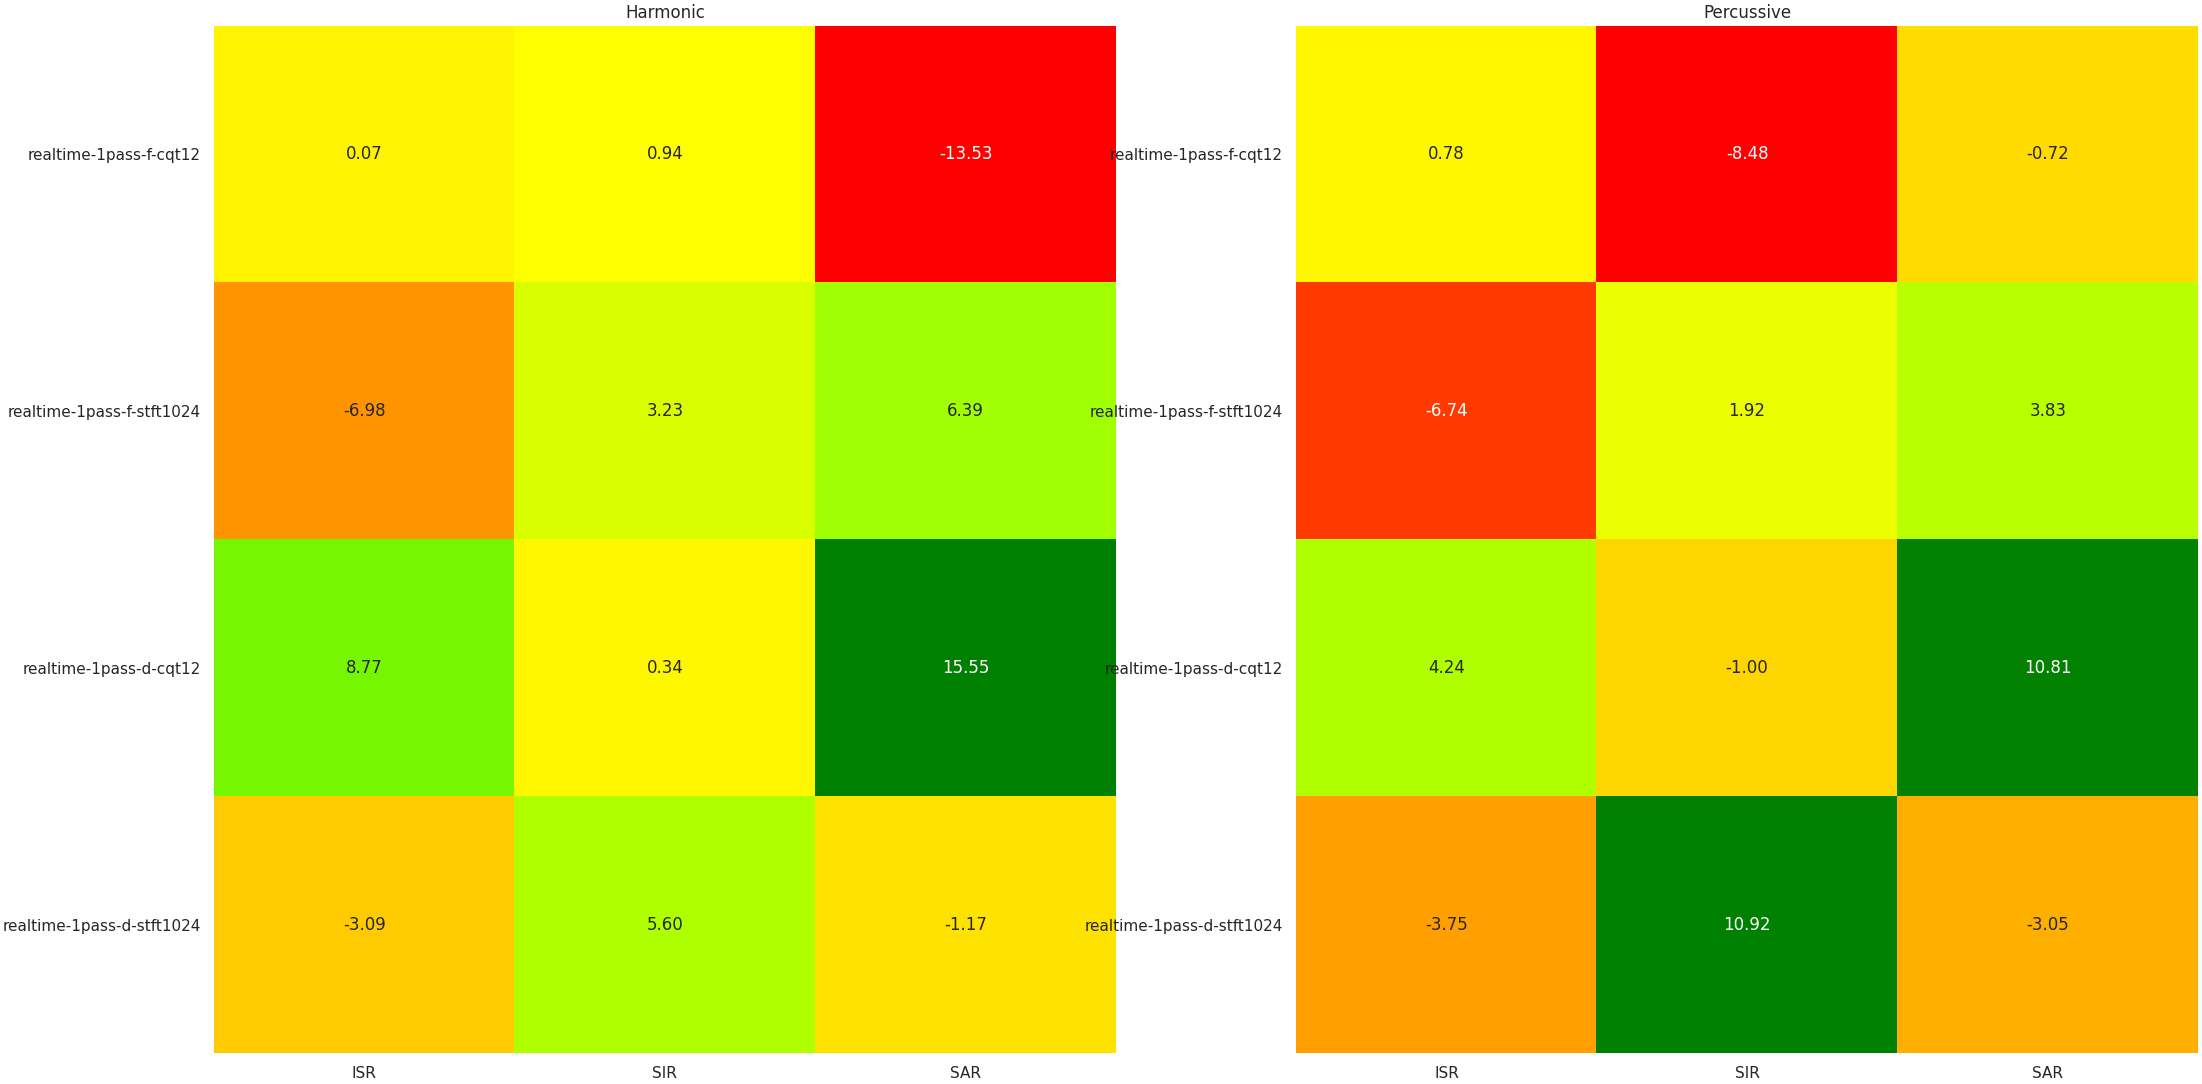 Harmonic
realtime-1pass-f-cqt12 0.07 0.94 -13.53
realtime-1pass-f-stft1024 -6.98 3.23 6.39
realtime-1pass-d-cqt12 8.77 0.34 15.55
realtime-1pass-d-stft1024 -3.09 5.60 -1.17
ISR SIR SAR
Percussive
realtime-1pass-f-cqt12 0.78 -8.48 -0.72
realtime-1pass-f-stft1024 -6.74 1.92 3.83
realtime-1pass-d-cqt12 4.24 -1.00 10.81
realtime-1pass-d-stft1024 -3.75 10.92 -3.05
ISR SIR SAR